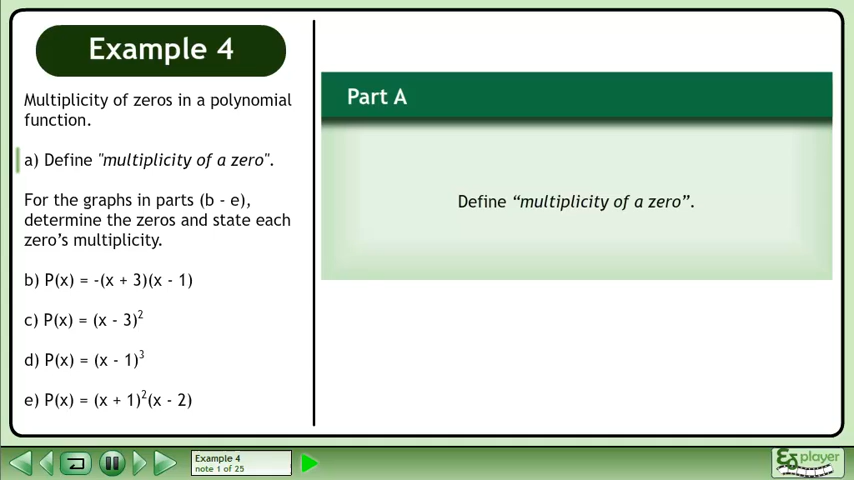 Example 4
Multiplicity of zeros in a polynomial
function.
a) Define "multiplicity of a zero".
For the graphs in parts (b - e),
determine the zeros and state each
zero's multiplicity.
b) P(x) = -(x + 3)(x - 1)
c) P(x) = (x - 3)²
d) P(x) = (x - 1)³
e) P(x) = (x + 1)²(x - 2)
Part A
Define “multiplicity of a zero”.
Example 4
note 1 of 25
player